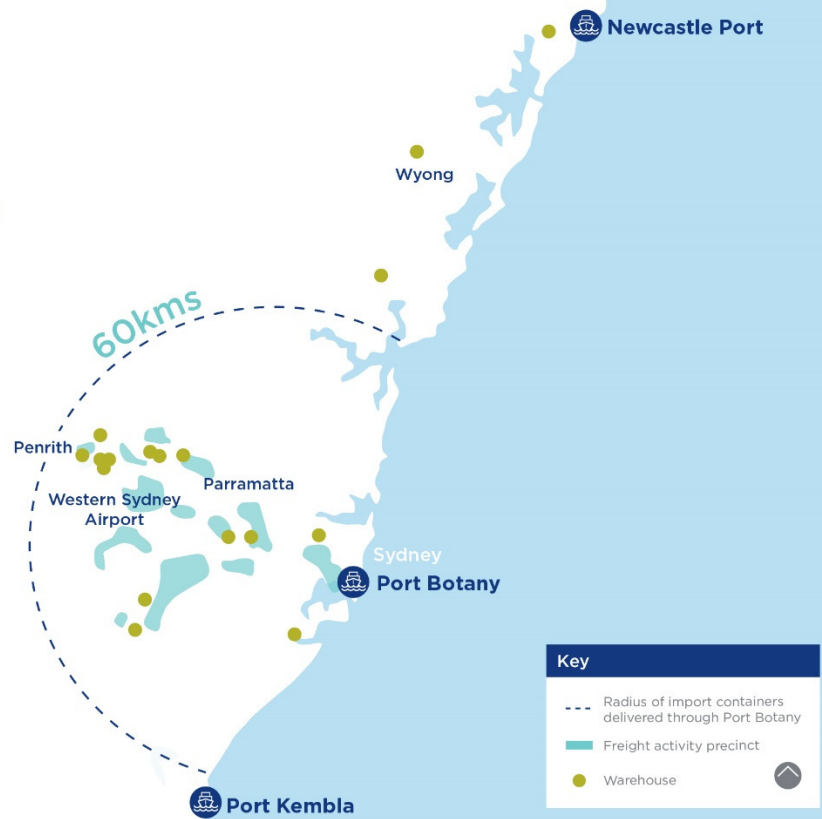 Newcastle Port
Wyong
60kms
Penrith
Parramatta
Western Sydney
Airport
Sydney
Port Botany
Key
Radius of import containers
delivered through Port Botany
Freight activity precinct
Warehouse
Port Kembla